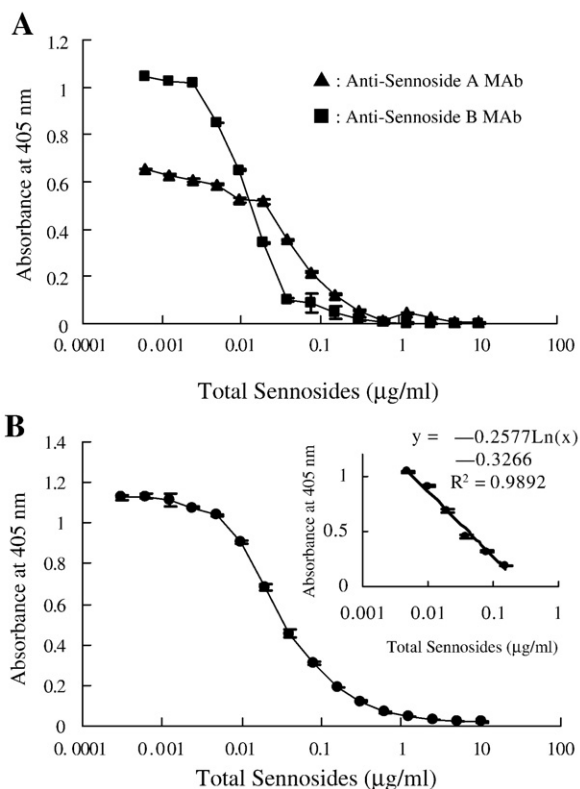 A
Absorbance at 405 nm
1.2
1
0.8
0.6
0.4
0.2
0
▲ : Anti-Sennoside A MAb
■ : Anti-Sennoside B MAb
0.0001 0.001 0.01 0.1 1 10 100
Total Sennosides (μg/ml)
B
Absorbance at 405 nm
1.4
1.2
1
0.8
0.6
0.4
0.2
0
y = —0.2577Ln(x)
—0.3266
R² = 0.9892
Absorbance at 405 nm
1
0.5
0
0.001 0.01 0.1 1
Total Sennosides (μg/ml)
0.0001 0.001 0.01 0.1 1 10 100
Total Sennosides (μg/ml)